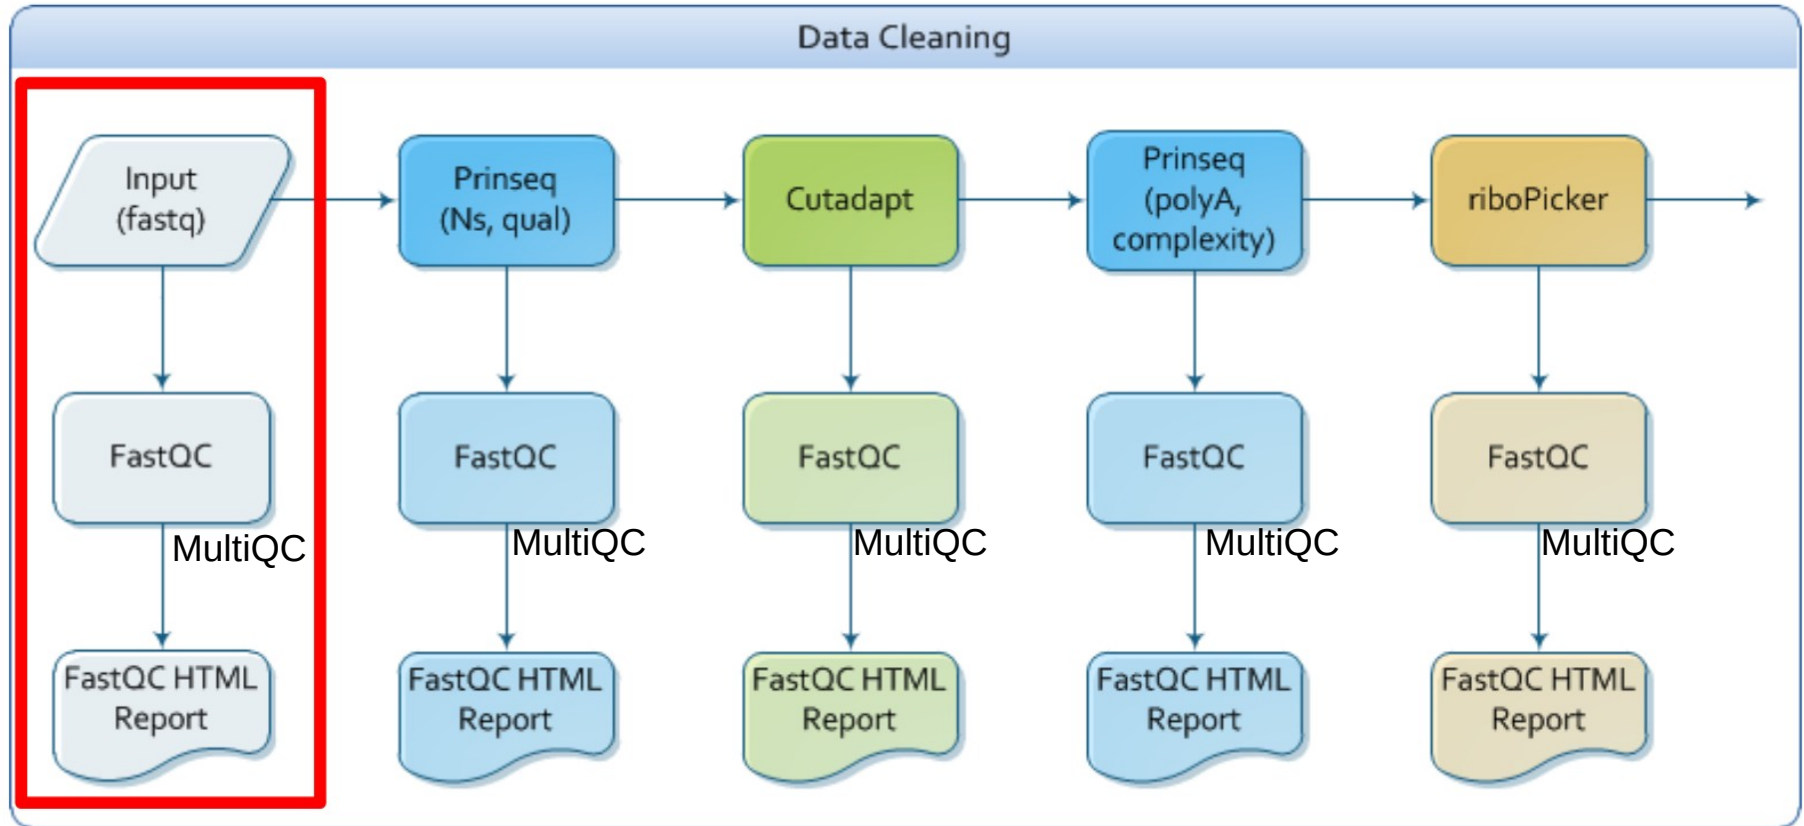 Data Cleaning
Input
(fastq)
Prinseq
(Ns, qual)
Cutadapt
Prinseq
(polyA,
complexity)
riboPicker
FastQC
FastQC
FastQC
FastQC
FastQC
MultiQC
MultiQC
MultiQC
MultiQC
MultiQC
FastQC HTML
Report
FastQC HTML
Report
FastQC HTML
Report
FastQC HTML
Report
FastQC HTML
Report